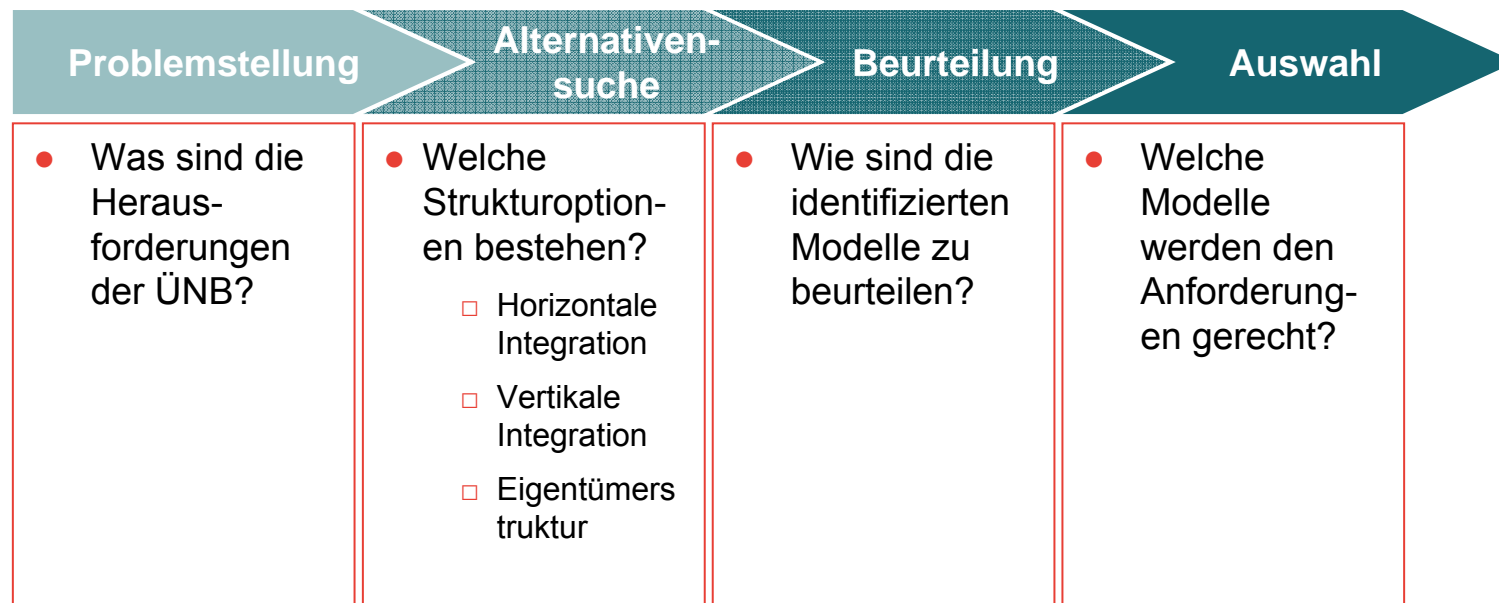 Problemstellung
Alternativen-
suche
Beurteilung
Auswahl
● Was sind die
Heraus-
forderungen
der ÜNB?
● Welche
Strukturoption-
en bestehen?
□ Horizontale
Integration
□ Vertikale
Integration
□ Eigentümers
truktur
● Wie sind die
identifizierten
Modelle zu
beurteilen?
● Welche
Modelle
werden den
Anforderung-
en gerecht?